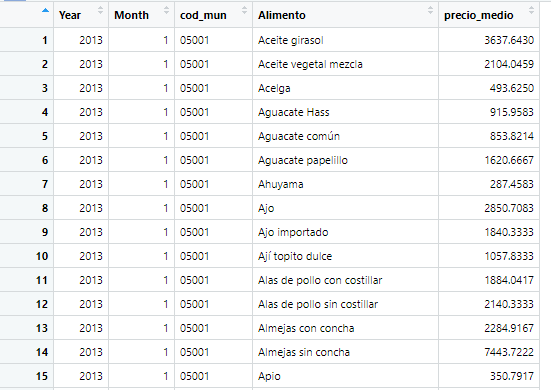 Year Month cod_mun Alimento precio_medio
1 2013 1 05001 Aceite girasol 3637.6430
2 2013 1 05001 Aceite vegetal mezcla 2104.0459
3 2013 1 05001 Acelga 493.6250
4 2013 1 05001 Aguacate Hass 915.9583
5 2013 1 05001 Aguacate común 853.8214
6 2013 1 05001 Aguacate papelillo 1620.6667
7 2013 1 05001 Ahuyama 287.4583
8 2013 1 05001 Ajo 2850.7083
9 2013 1 05001 Ajo importado 1840.3333
10 2013 1 05001 Ají topito dulce 1057.8333
11 2013 1 05001 Alas de pollo con costillar 1884.0417
12 2013 1 05001 Alas de pollo sin costillar 2140.3333
13 2013 1 05001 Almejas con concha 2284.9167
14 2013 1 05001 Almejas sin concha 7443.7222
15 2013 1 05001 Apio 350.7917